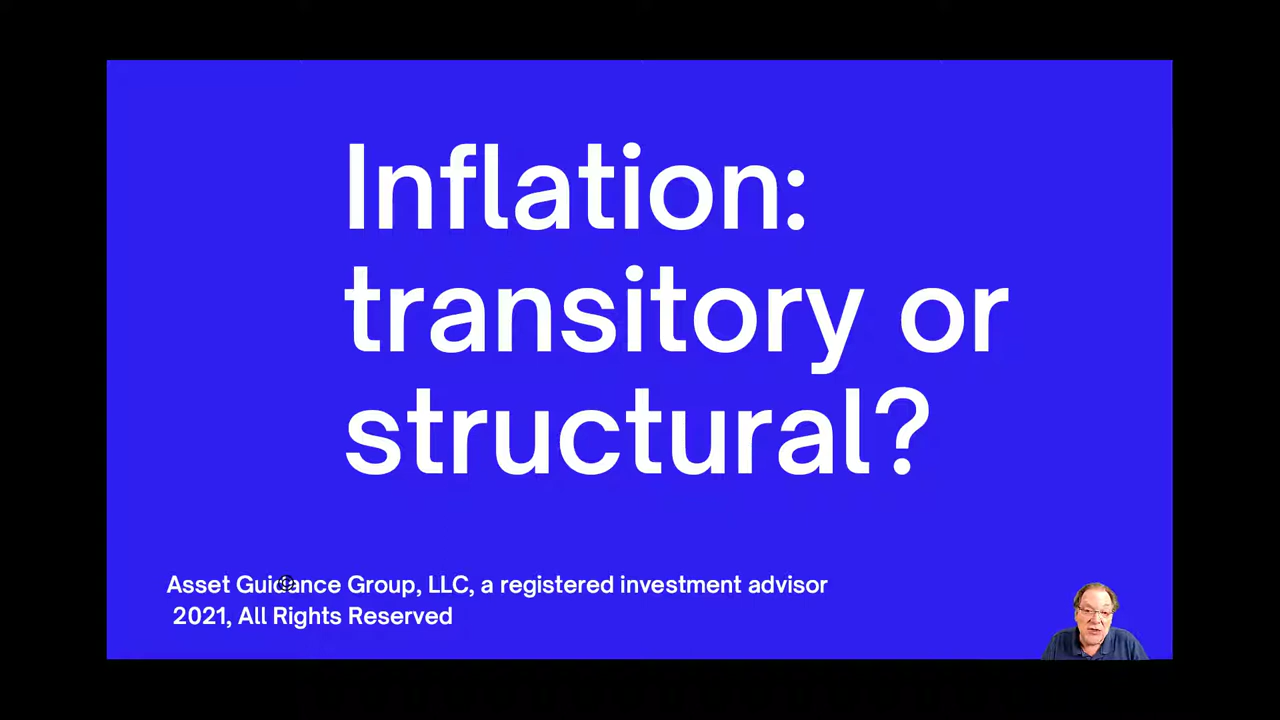 Inflation:
transitory or
structural?
Asset Guidance Group, LLC, a registered investment advisor
2021, All Rights Reserved